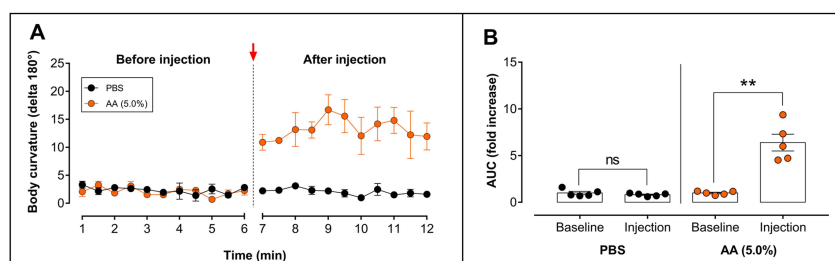 A
Before injection
After injection
Body curvature (delta 180°)
25
20
15
10
5
0
PBS
AA (5.0%)
1 2 3 4 5 6 7 8 9 10 11 12
Time (min)
B
AUC (fold increase)
15
10
5
0
ns
**
Baseline Injection Baseline Injection
PBS AA (5.0%)